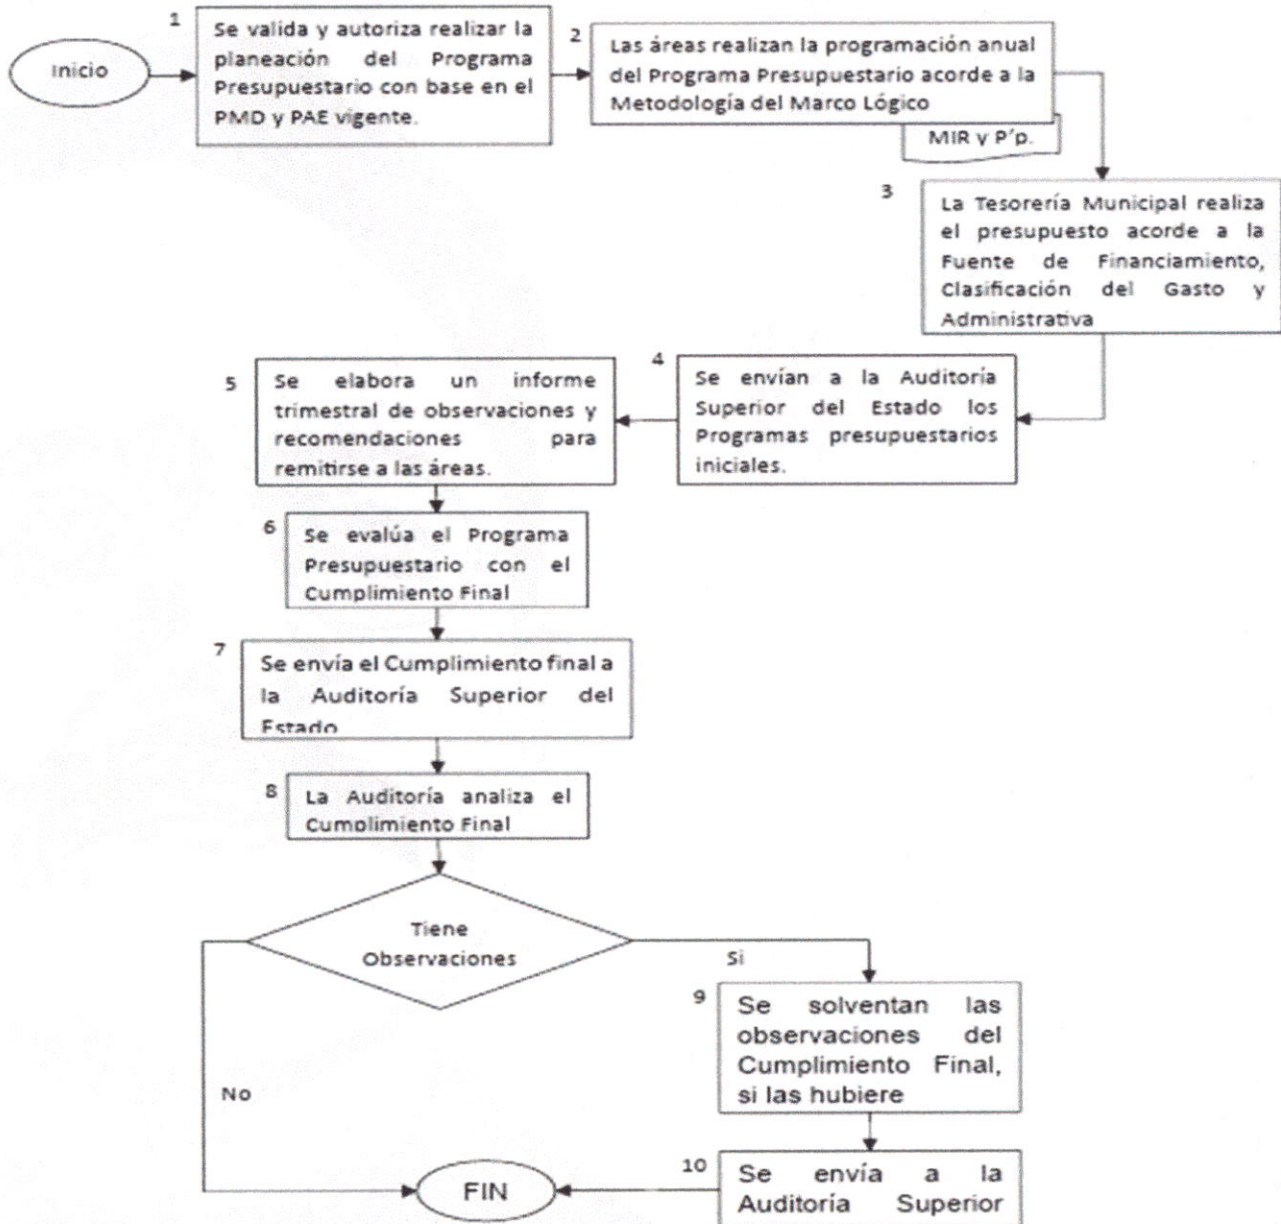 Inicio
1
Se valida y autoriza realizar la
planeación del Programa
Presupuestario con base en el
PMD y PAE vigente.
2
Las áreas realizan la programación anual
del Programa Presupuestario acorde a la
Metodología del Marco Lógico
MIR y P'p.
3
La Tesorería Municipal realiza
el presupuesto acorde a la
Fuente de Financiamiento,
Clasificación del Gasto y
Administrativa
4
Se envían a la Auditoría
Superior del Estado los
Programas presupuestarios
iniciales.
5
Se elabora un informe
trimestral de observaciones y
recomendaciones para
remitirse a las áreas.
6
Se evalúa el Programa
Presupuestario con el
Cumplimiento Final
7
Se envía el Cumplimiento final a
la Auditoría Superior del
Estado
8
La Auditoría analiza el
Cumplimiento Final
Tiene
Observaciones
Si
9
Se solventan las
observaciones del
Cumplimiento Final,
si las hubiere
No
10
Se envía a la
Auditoría Superior
FIN